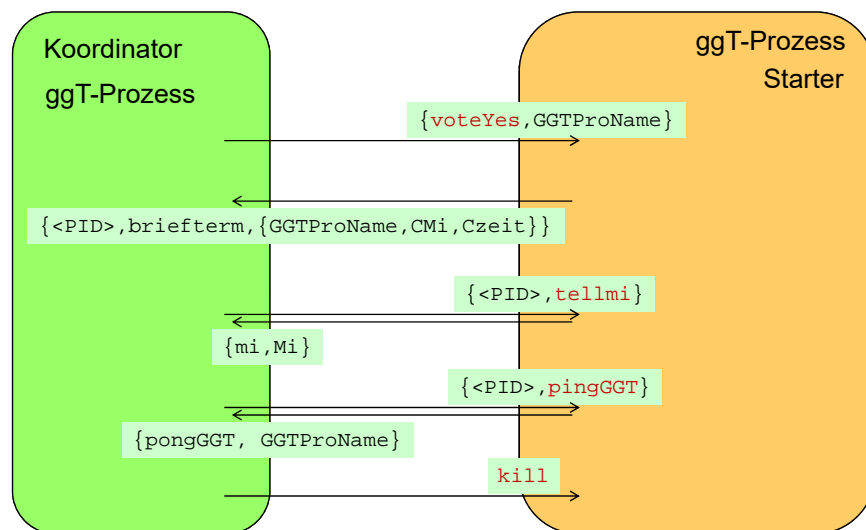 Koordinator
ggT-Prozess
ggT-Prozess
Starter
{voteYes,GGTProName}
{<PID>,briefterm,{GGTProName,CMi,Czeit}}
{<PID>,tellmi}
{mi,Mi}
{<PID>,pingGGT}
{pongGGT, GGTProName}
kill